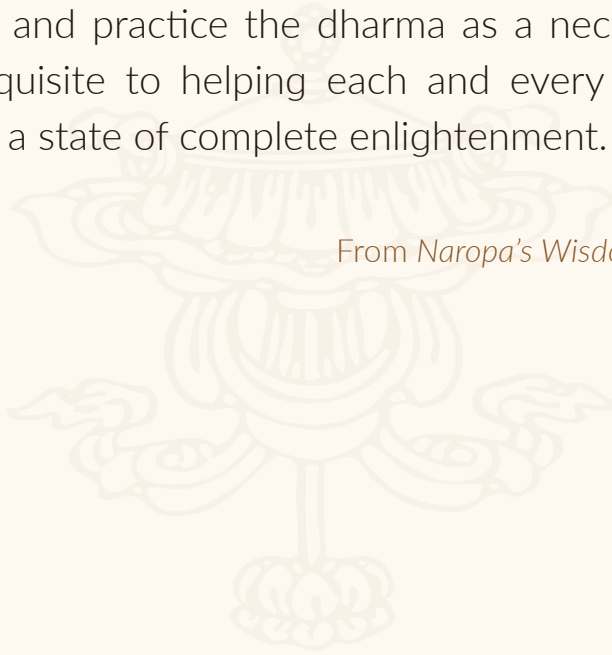 and practice the dharma as a nec
quisite to helping each and every
a state of complete enlightenment.
From Naropa’s Wisd